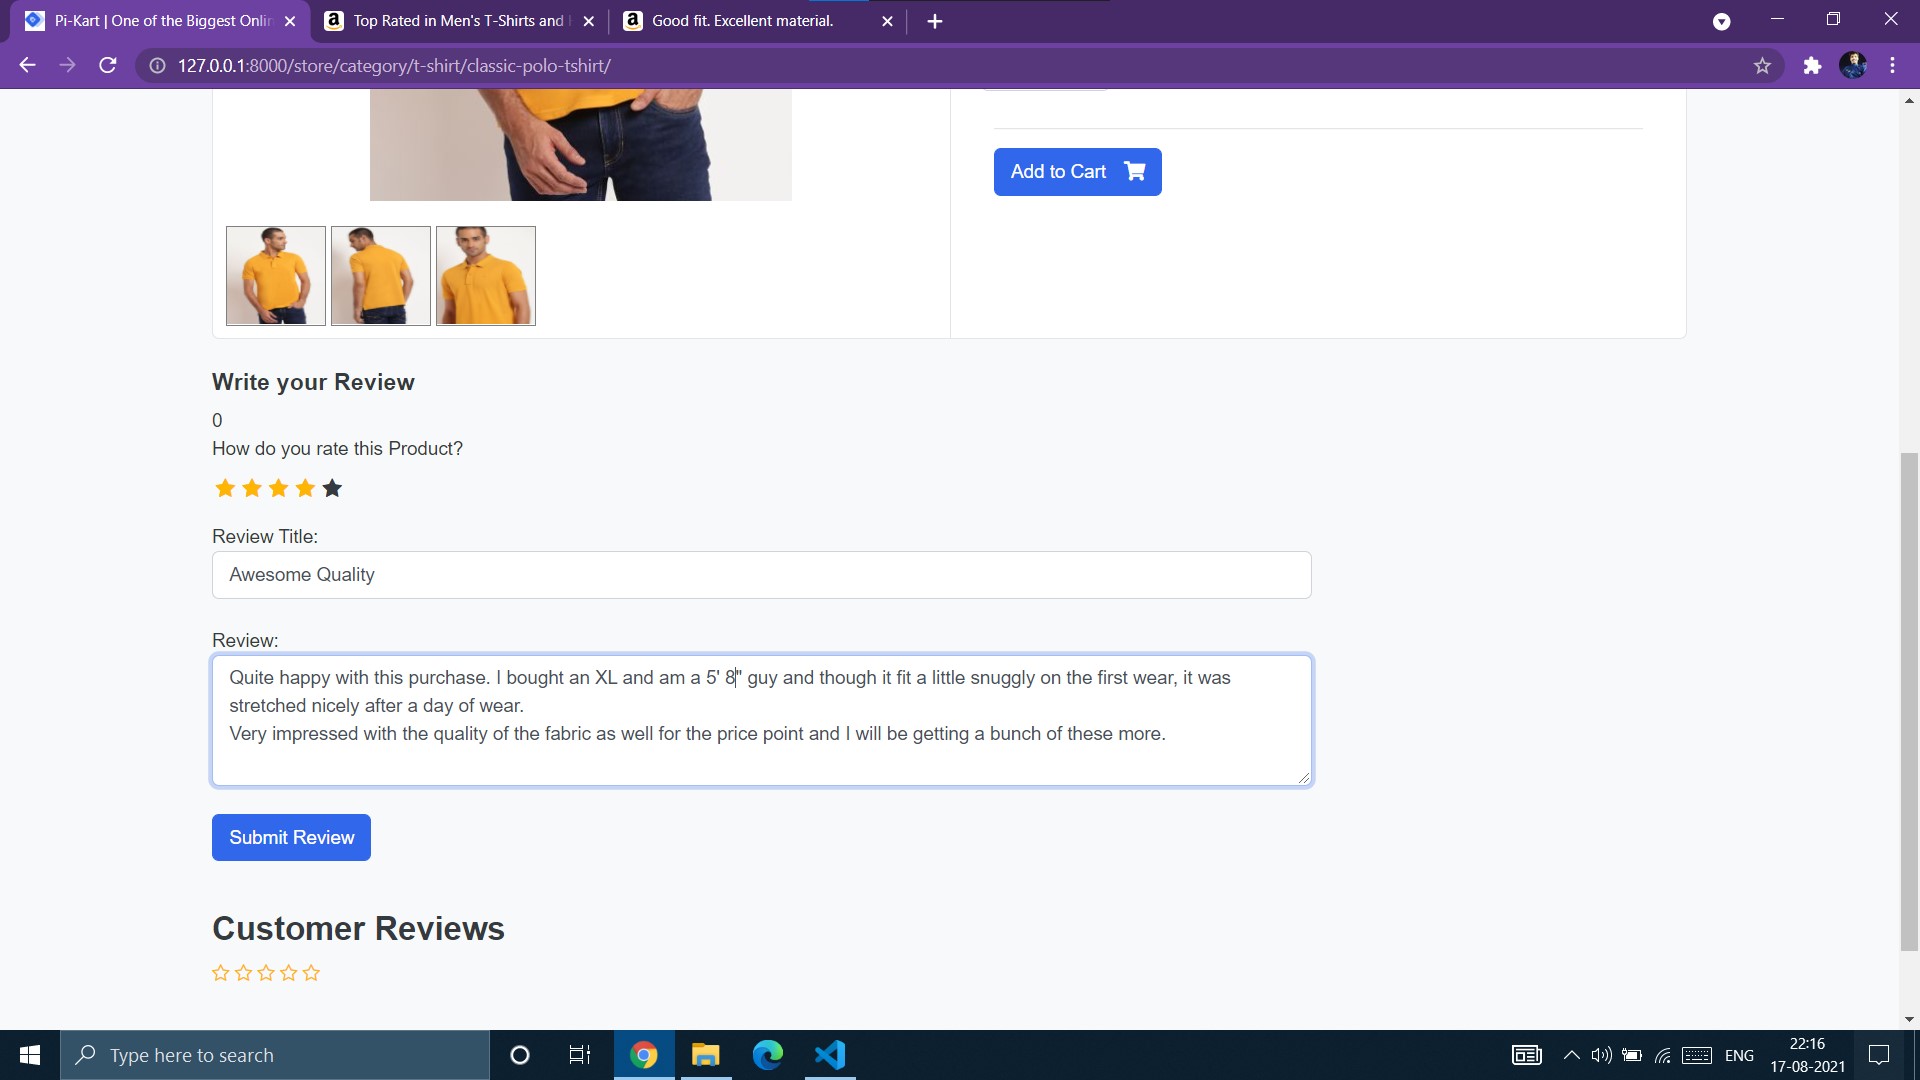 Pi-Kart | One of the Biggest Onlin
Top Rated in Men's T-Shirts and
Good fit. Excellent material.
127.0.0.1:8000/store/category/t-shirt/classic-polo-tshirt/
Add to Cart
Write your Review
0
How do you rate this Product?
Review Title:
Awesome Quality
Review:
Quite happy with this purchase. I bought an XL and am a 5' 8" guy and though it fit a little snuggly on the first wear, it was
stretched nicely after a day of wear.
Very impressed with the quality of the fabric as well for the price point and I will be getting a bunch of these more.
Submit Review
Customer Reviews
Type here to search
ENG
22:16
17-08-2021